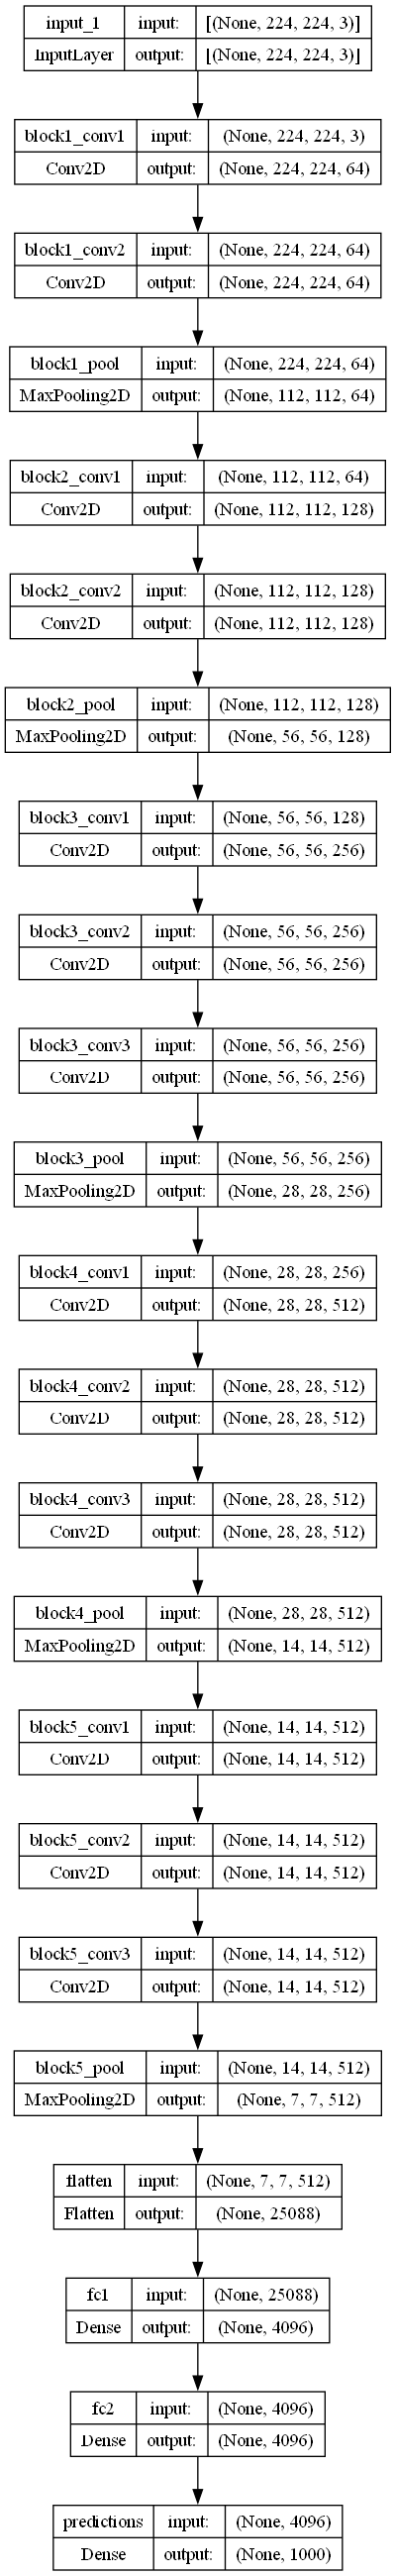 input_1 input: [(None, 224, 224, 3)]
InputLayer output: [(None, 224, 224, 3)]
block1_conv1 input: (None, 224, 224, 3)
Conv2D output: (None, 224, 224, 64)
block1_conv2 input: (None, 224, 224, 64)
Conv2D output: (None, 224, 224, 64)
block1_pool input: (None, 224, 224, 64)
MaxPooling2D output: (None, 112, 112, 64)
block2_conv1 input: (None, 112, 112, 64)
Conv2D output: (None, 112, 112, 128)
block2_conv2 input: (None, 112, 112, 128)
Conv2D output: (None, 112, 112, 128)
block2_pool input: (None, 112, 112, 128)
MaxPooling2D output: (None, 56, 56, 128)
block3_conv1 input: (None, 56, 56, 128)
Conv2D output: (None, 56, 56, 256)
block3_conv2 input: (None, 56, 56, 256)
Conv2D output: (None, 56, 56, 256)
block3_conv3 input: (None, 56, 56, 256)
Conv2D output: (None, 56, 56, 256)
block3_pool input: (None, 56, 56, 256)
MaxPooling2D output: (None, 28, 28, 256)
block4_conv1 input: (None, 28, 28, 256)
Conv2D output: (None, 28, 28, 512)
block4_conv2 input: (None, 28, 28, 512)
Conv2D output: (None, 28, 28, 512)
block4_conv3 input: (None, 28, 28, 512)
Conv2D output: (None, 28, 28, 512)
block4_pool input: (None, 28, 28, 512)
MaxPooling2D output: (None, 14, 14, 512)
block5_conv1 input: (None, 14, 14, 512)
Conv2D output: (None, 14, 14, 512)
block5_conv2 input: (None, 14, 14, 512)
Conv2D output: (None, 14, 14, 512)
block5_conv3 input: (None, 14, 14, 512)
Conv2D output: (None, 14, 14, 512)
block5_pool input: (None, 14, 14, 512)
MaxPooling2D output: (None, 7, 7, 512)
flatten input: (None, 7, 7, 512)
Flatten output: (None, 25088)
fc1 input: (None, 25088)
Dense output: (None, 4096)
fc2 input: (None, 4096)
Dense output: (None, 4096)
predictions input: (None, 4096)
Dense output: (None, 1000)